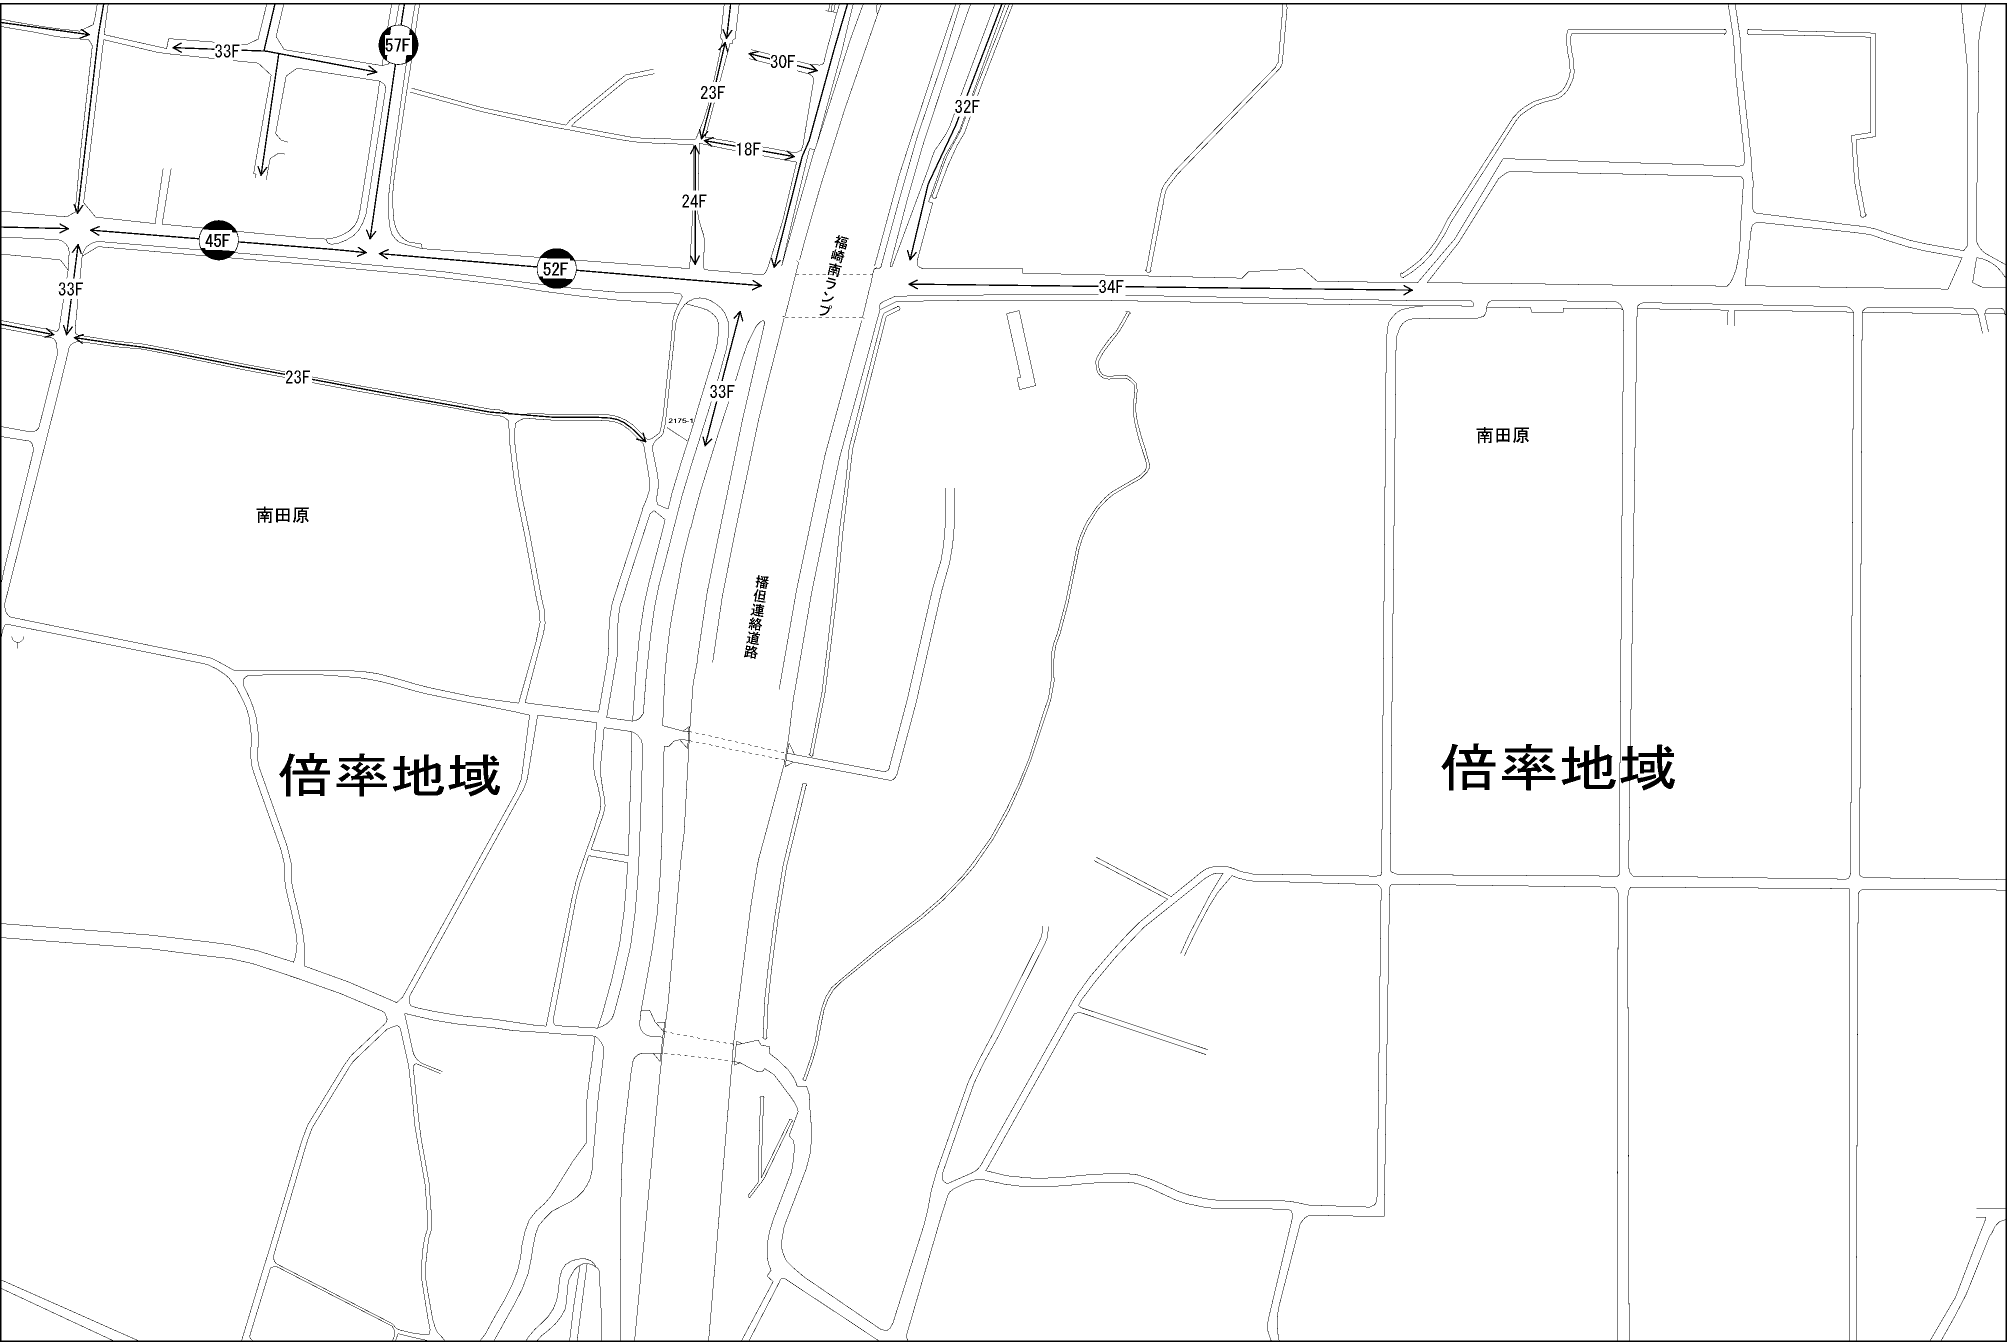 57F
33F
30F
23F
32F
18F
24F
45F
52F
福崎南ランプ
33F
34F
23F
33F
2175-1
南田原
南田原
播但連絡道路
倍率地域
倍率地域